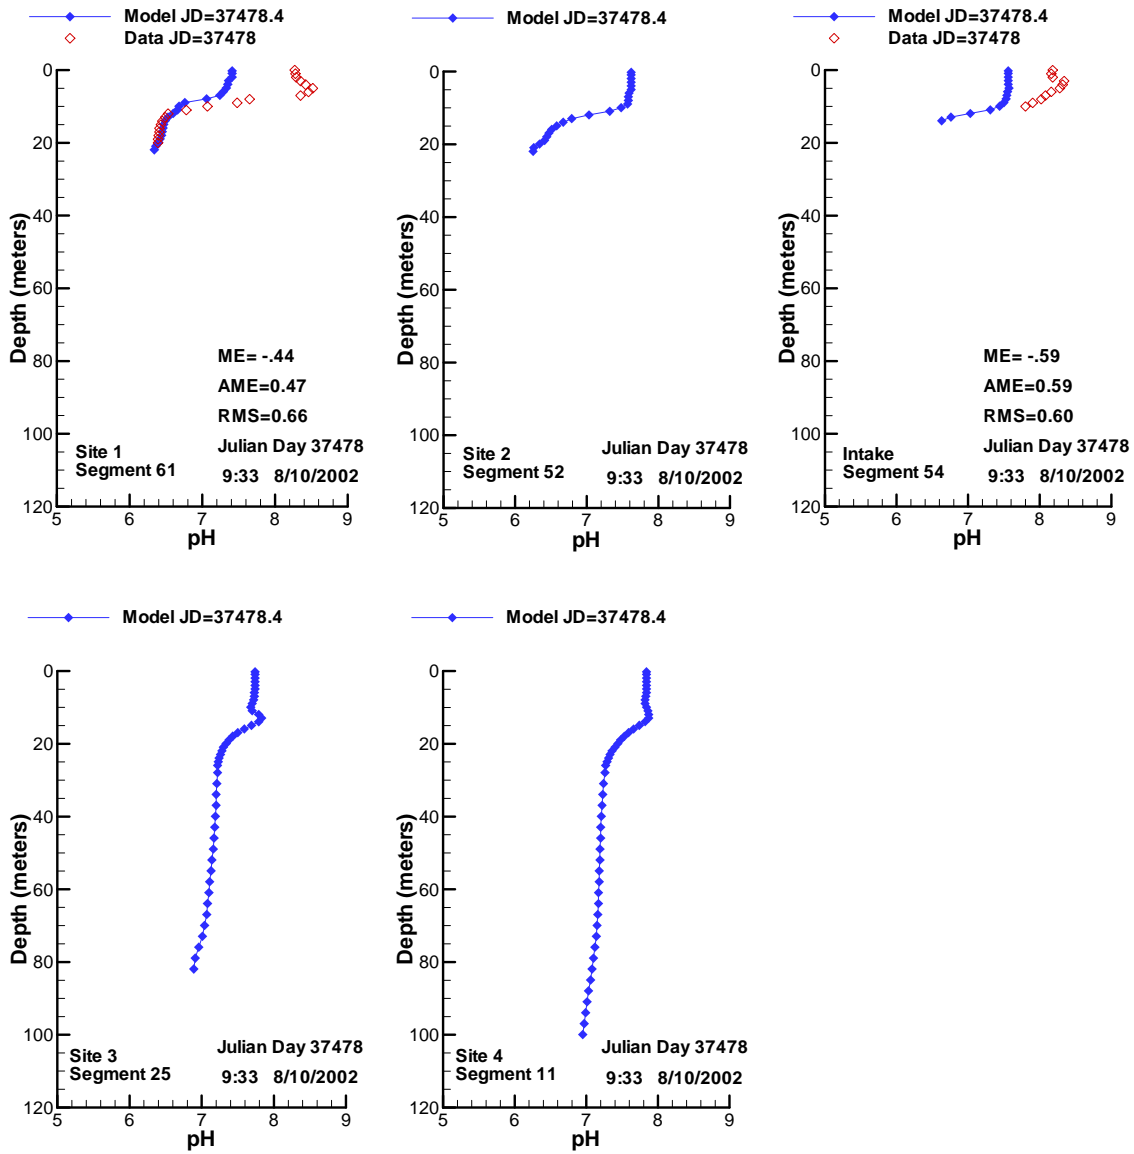 Model JD=37478.4
Data JD=37478
0
20
40
60
80
100
120
Depth (meters)
ME= -.44
AME=0.47
RMS=0.66
Site 1
Segment 61
Julian Day 37478
9:33 8/10/2002
5 6 7 8 9
pH
Model JD=37478.4
0
20
40
60
80
100
120
Depth (meters)
Site 2
Segment 52
Julian Day 37478
9:33 8/10/2002
5 6 7 8 9
pH
Model JD=37478.4
Data JD=37478
0
20
40
60
80
100
120
Depth (meters)
ME= -.59
AME=0.59
RMS=0.60
Intake
Segment 54
Julian Day 37478
9:33 8/10/2002
5 6 7 8 9
pH
Model JD=37478.4
0
20
40
60
80
100
120
Depth (meters)
Site 3
Segment 25
Julian Day 37478
9:33 8/10/2002
5 6 7 8 9
pH
Model JD=37478.4
0
20
40
60
80
100
120
Depth (meters)
Site 4
Segment 11
Julian Day 37478
9:33 8/10/2002
5 6 7 8 9
pH